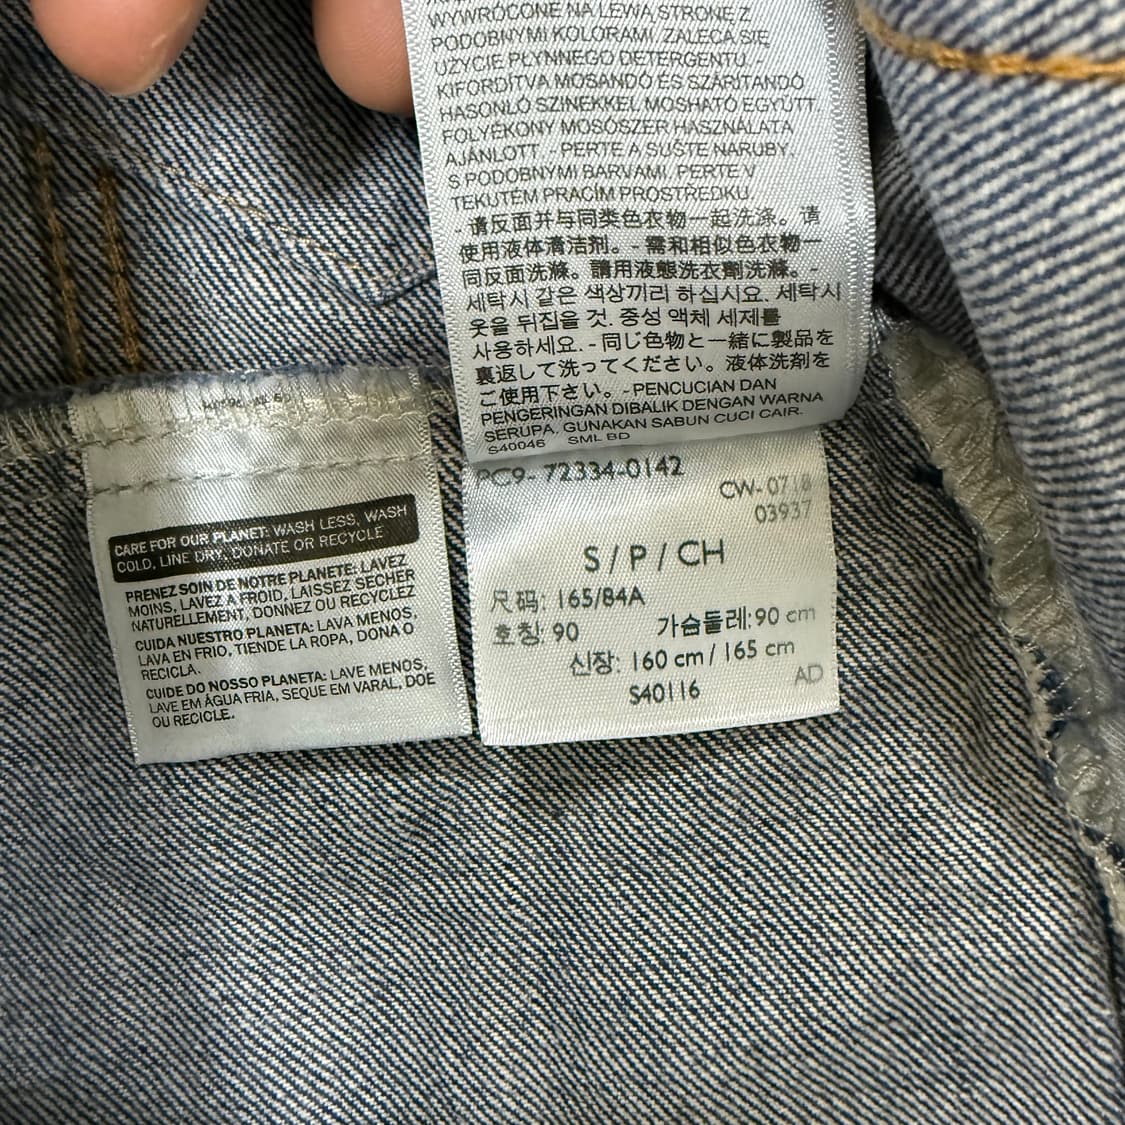 WYWRÓCONE NA LEWĄ STRONĘ Z
PODOBNYMI KOLORAMI. ZALECA SIĘ
UŻYCIE PŁYNNEGO DETERGENTU. -
KIFORDÍTVA MOSANDÓ ÉS SZÁRÍTANDÓ
HASONLÓ SZINEKKEL MOSHATÓ EGYÜTT.
FOLYÉKONY MOSÓSZER HASZNÁLATA
AJÁNLOTT. - PERTE A SUŠTE NARUBY.
S PODOBNÝMI BARVAMI. PERTE V
TEKUTÉM PRACÍM PROSTŘEDKU.
- 请反面并与同类色衣物一起洗涤。请
使用液体清洁剂。- 需和相似色衣物一
同反面洗滌。請用液態洗衣劑洗滌。-
세탁시 같은 색상끼리 하십시요. 세탁시
옷을 뒤집을 것. 중성 액체 세제를
사용하세요. - 同じ色物と一緒に製品を
裏返して洗ってください。液体洗剤を
ご使用下さい。- PENCUCIAN DAN
PENGERINGAN DIBALIK DENGAN WARNA
SERUPA. GUNAKAN SABUN CUCI CAIR.
S40046 SML BD
PC9- 72334-0142
CW- 0718
03937
S / P / CH
尺码: 165/84A
호칭: 90 가슴둘레:90 cm
신장: 160 cm / 165 cm
S40116 AD
CARE FOR OUR PLANET: WASH LESS, WASH
COLD, LINE DRY, DONATE OR RECYCLE
PRENEZ SOIN DE NOTRE PLANETE: LAVEZ
MOINS, LAVEZ A FROID, LAISSEZ SECHER
NATURELLEMENT, DONNEZ OU RECYCLEZ
CUIDA NUESTRO PLANETA: LAVA MENOS,
LAVA EN FRIO, TIENDE LA ROPA, DONA O
RECICLA.
CUIDE DO NOSSO PLANETA: LAVE MENOS,
LAVE EM ÁGUA FRIA, SEQUE EM VARAL, DOE
OU RECICLE.